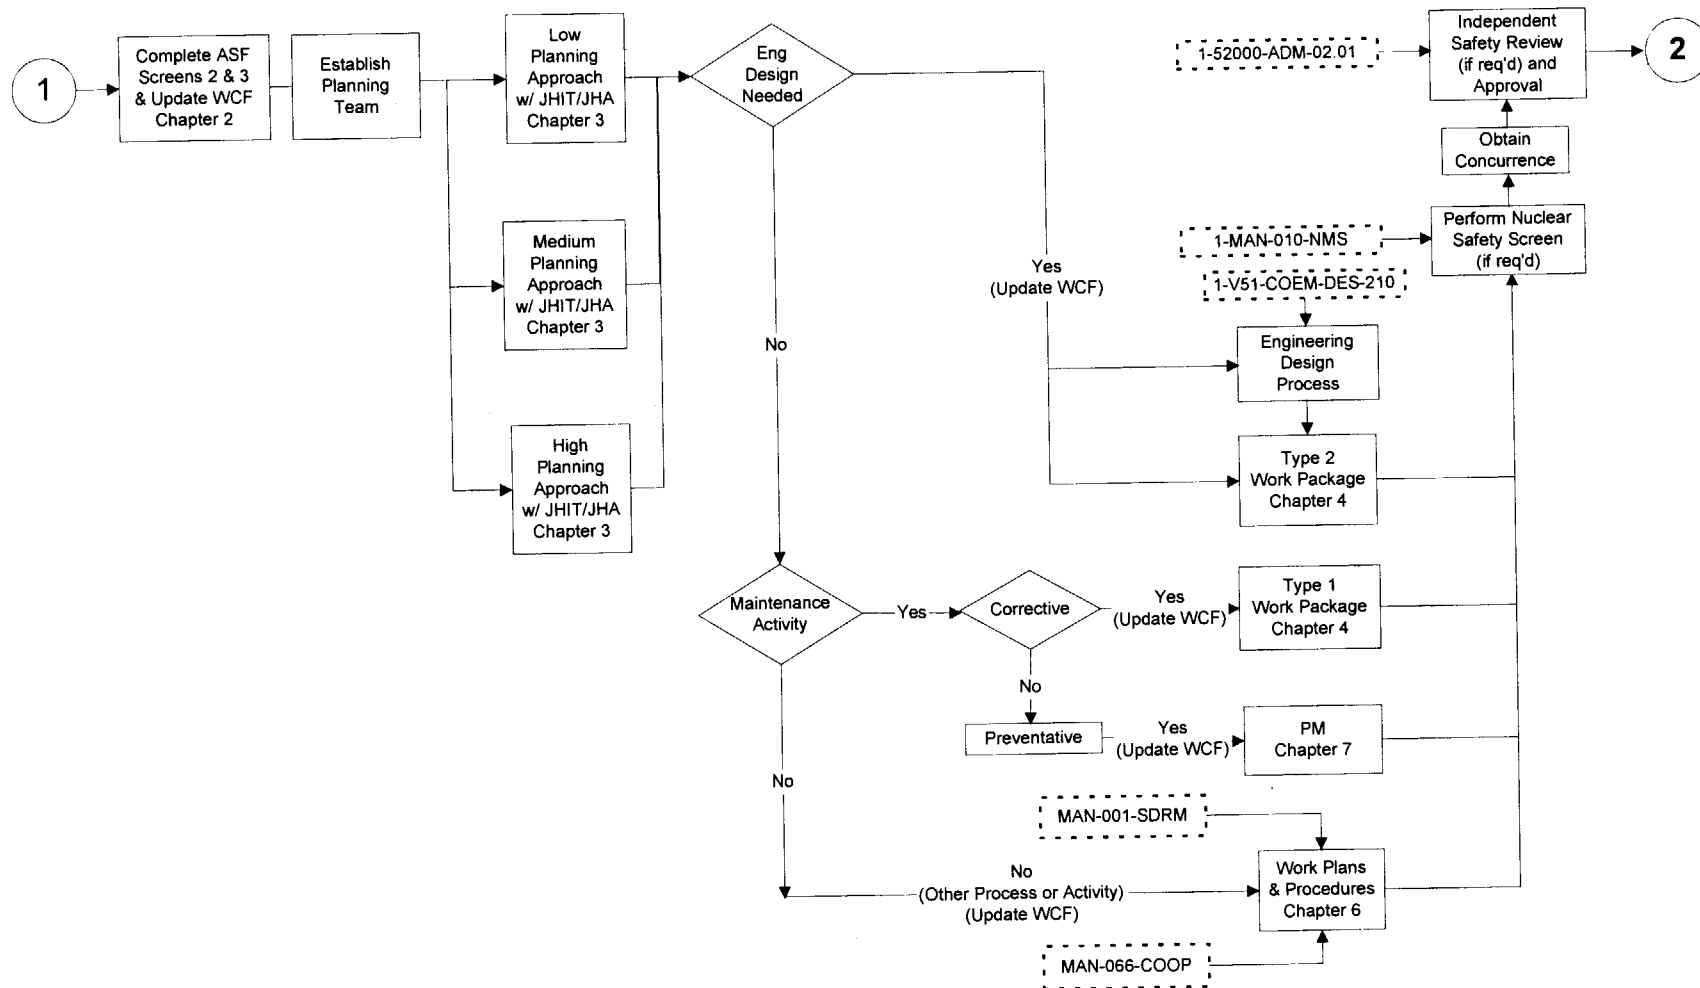 1
Complete ASF
Screens 2 & 3
& Update WCF
Chapter 2
Establish
Planning
Team
Low
Planning
Approach
w/ JHIT/JHA
Chapter 3
Medium
Planning
Approach
w/ JHIT/JHA
Chapter 3
High
Planning
Approach
w/ JHIT/JHA
Chapter 3
Eng
Design
Needed
Yes
(Update WCF)
No
1-52000-ADM-02.01
Independent
Safety Review
(if req'd) and
Approval
2
Obtain
Concurrence
1-MAN-010-NMS
Perform Nuclear
Safety Screen
(if req'd)
1-V51-COEM-DES-210
Engineering
Design
Process
Type 2
Work Package
Chapter 4
Maintenance
Activity
Yes
Corrective
Yes
(Update WCF)
Type 1
Work Package
Chapter 4
No
Preventative
Yes
(Update WCF)
PM
Chapter 7
No
MAN-001-SDRM
No
(Other Process or Activity)
(Update WCF)
Work Plans
& Procedures
Chapter 6
MAN-066-COOP